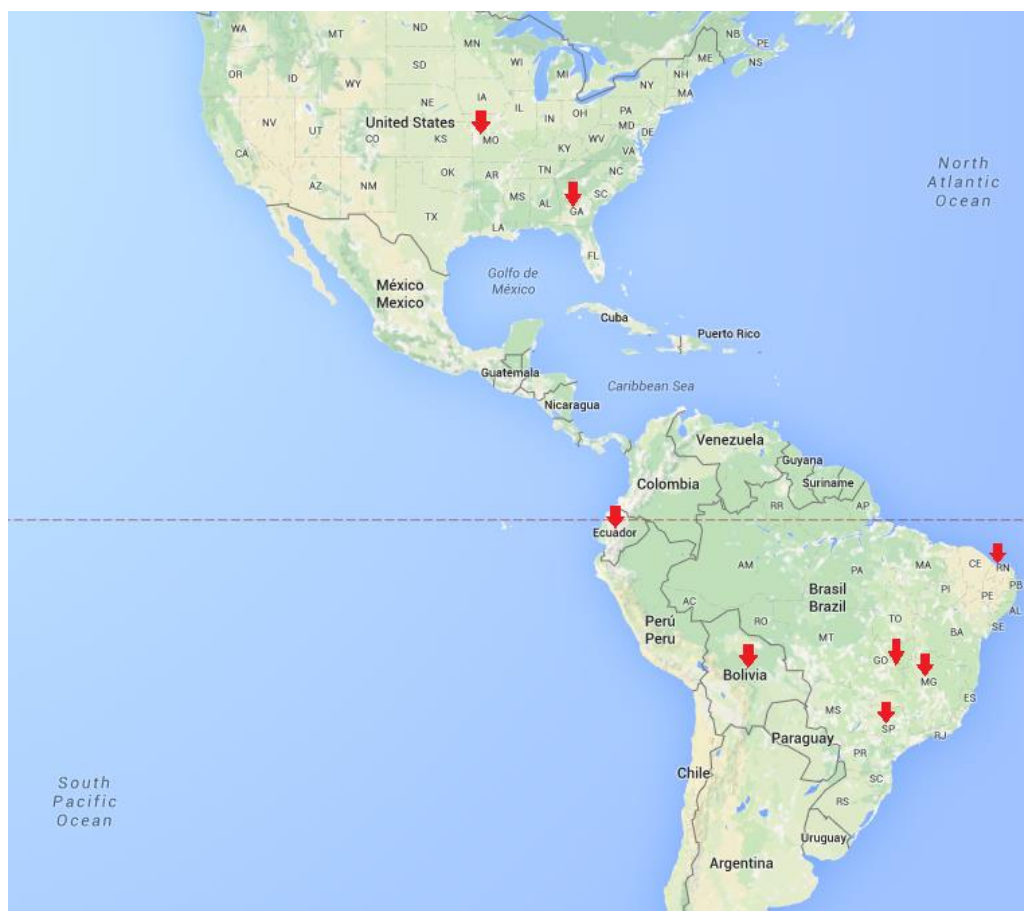 WA
MT
ND
MN
NB
PE
NS
ME
OR
ID
WY
SD
WI
MI
NY
NH
MA
NE
IA
IL
IN
OH
PA
MD
DE
NV
UT
CO
United States
KS
MO
KY
WV
VA
CA
AZ
NM
OK
AR
TN
NC
SC
MS
AL
GA
TX
LA
FL
North
Atlantic
Ocean
México
Mexico
Golfo de
México
Cuba
Puerto Rico
Guatemala
Caribbean Sea
Nicaragua
Venezuela
Guyana
Suriname
Colombia
RR
AP
Ecuador
AM
PA
MA
CE
RN
PB
PI
PE
AL
SE
Brasil
Brazil
AC
RO
TO
BA
Perú
Peru
MT
GO
MG
Bolivia
ES
MS
SP
RJ
Paraguay
PR
SC
Chile
RS
Uruguay
Argentina
South
Pacific
Ocean